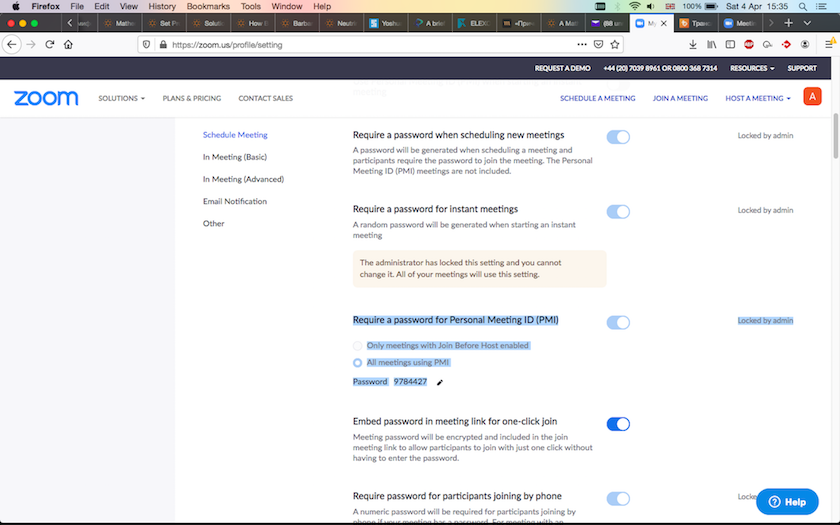 Firefox File Edit View History Bookmarks Tools Window Help 100% Sat 4 Apr 15:35
Mathe Set P Soluti How th Barba Neutri Yoshu A brief ELEXI «При A Mat (68 un My Z Трамв Meeti
https://zoom.us/profile/setting
REQUEST A DEMO +44 (20) 7039 8961 OR 0800 368 7314 RESOURCES SUPPORT
zoom SOLUTIONS PLANS & PRICING CONTACT SALES SCHEDULE A MEETING JOIN A MEETING HOST A MEETING A
Schedule Meeting
In Meeting (Basic)
In Meeting (Advanced)
Email Notification
Other
Require a password when scheduling new meetings Locked by admin
A password will be generated when scheduling a meeting and
participants require the password to join the meeting. The Personal
Meeting ID (PMI) meetings are not included.
Require a password for instant meetings Locked by admin
A random password will be generated when starting an instant
meeting
The administrator has locked this setting and you cannot
change it. All of your meetings will use this setting.
Require a password for Personal Meeting ID (PMI) Locked by admin
Only meetings with Join Before Host enabled
All meetings using PMI
Password 9784427
Embed password in meeting link for one-click join
Meeting password will be encrypted and included in the join
meeting link to allow participants to join with just one click without
having to enter the password.
Require password for participants joining by phone Locked
A numeric password will be required for participants joining by
phone if your meeting has a password. For meeting with an
Help